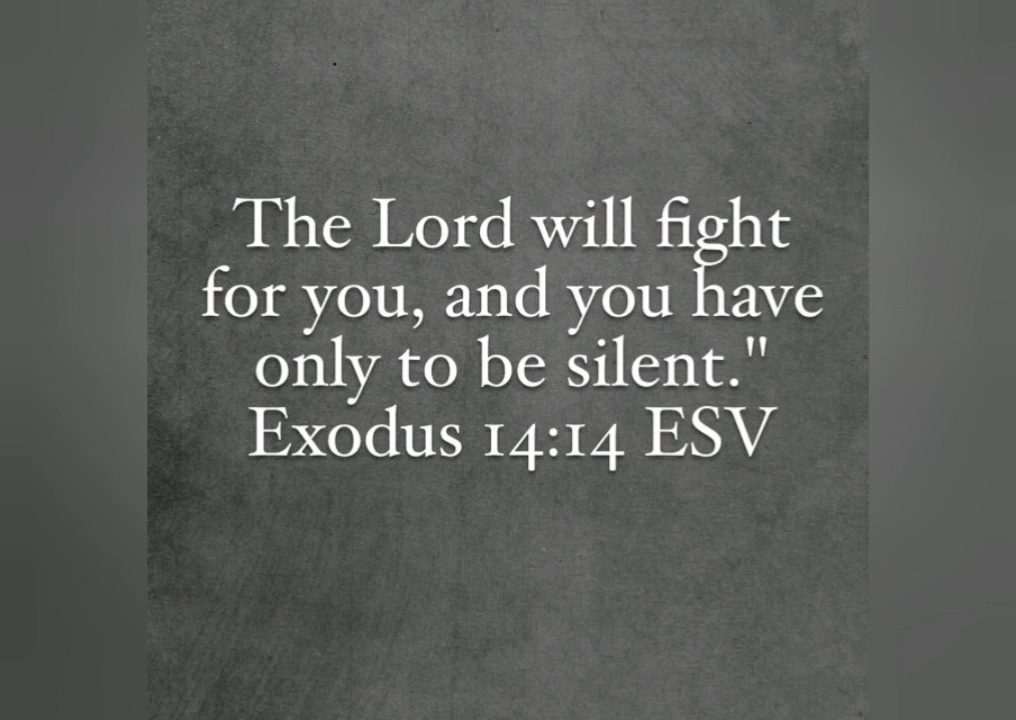 The Lord will fight
for you, and you have
only to be silent."
Exodus 14:14 ESV